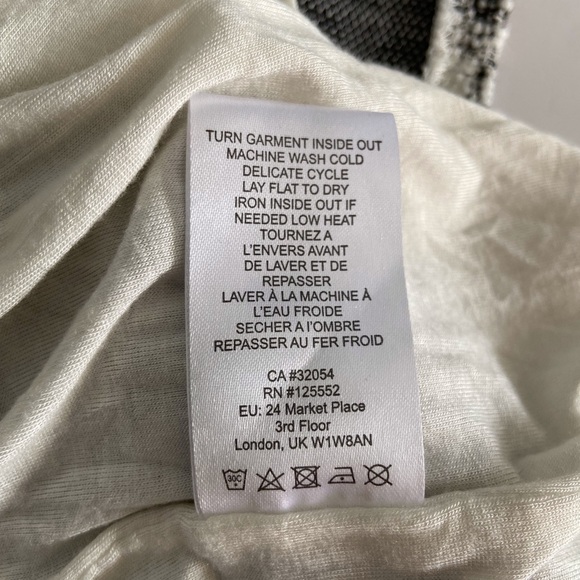 TURN GARMENT INSIDE OUT
MACHINE WASH COLD
DELICATE CYCLE
LAY FLAT TO DRY
IRON INSIDE OUT IF
NEEDED LOW HEAT
TOURNEZ A
L'ENVERS AVANT
DE LAVER ET DE
REPASSER
LAVER À LA MACHINE À
L'EAU FROIDE
SECHER A L'OMBRE
REPASSER AU FER FROID
CA #32054
RN #125552
EU: 24 Market Place
3rd Floor
London, UK W1W8AN
30C